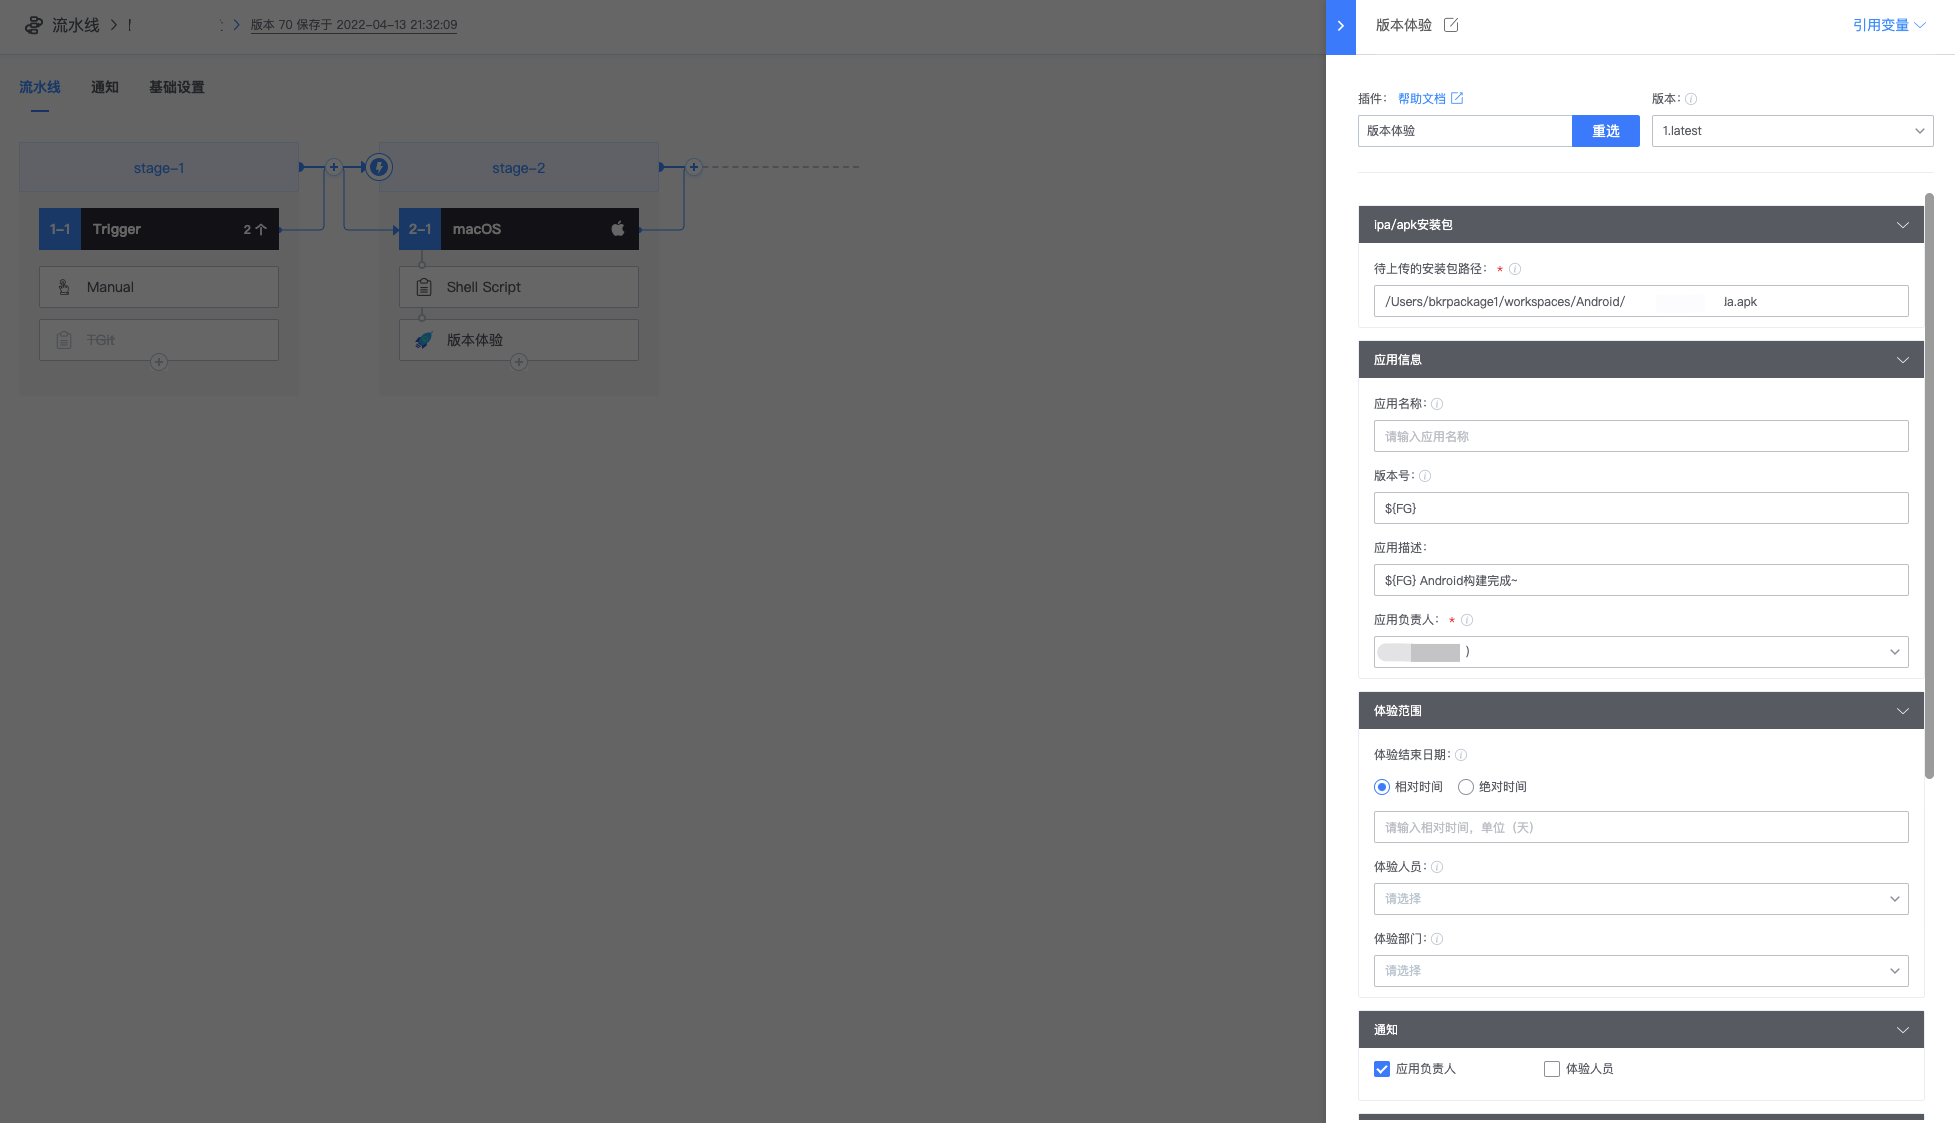 流水线
版本 70 保存于 2022-04-13 21:32:09
版本体验
引用变量
流水线
通知
基础设置
插件：
帮助文档
版本：
版本体验
重选
1.latest
stage-1
stage-2
1-1
Trigger
2 个
2-1
macOS
Manual
Shell Script
TGit
版本体验
ipa/apk安装包
待上传的安装包路径： *
/Users/bkrpackage1/workspaces/Android/
a.apk
应用信息
应用名称：
请输入应用名称
版本号：
${FG}
应用描述：
${FG} Android构建完成~
应用负责人： *
)
体验范围
体验结束日期：
相对时间
绝对时间
请输入相对时间，单位（天）
体验人员：
请选择
体验部门：
请选择
通知
应用负责人
体验人员